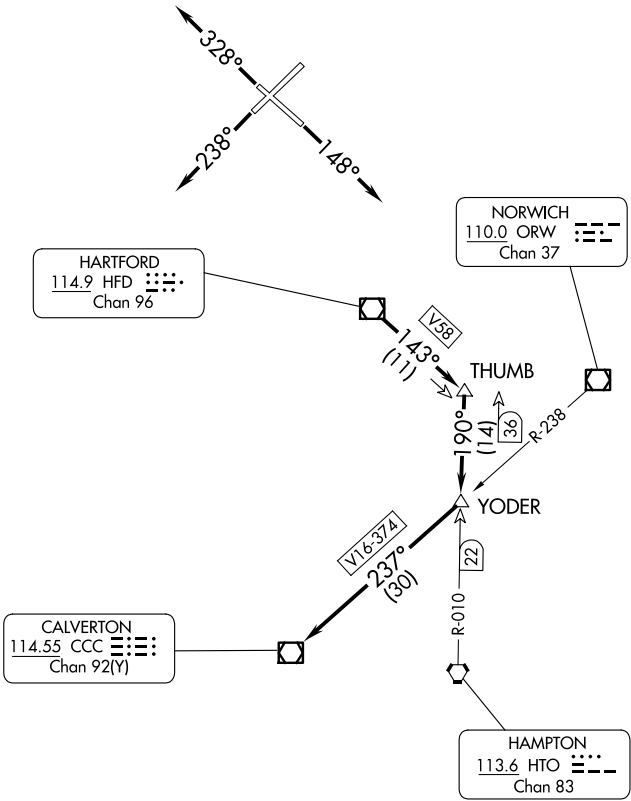 328°
238°
148°
NORWICH
110.0 ORW
Chan 37
HARTFORD
114.9 HFD
Chan 96
V58
143°
(11)
THUMB
190°
(14)
36
R-238
YODER
V16-374
237°
(30)
22
R-010
CALVERTON
114.55 CCC
Chan 92(Y)
HAMPTON
113.6 HTO
Chan 83